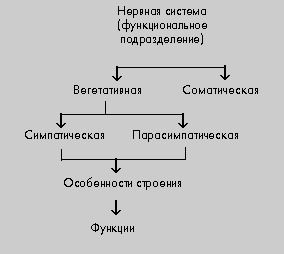 Нервная система
(функциональное
подразделение)
Вегетативная
Соматическая
Симпатическая
Парасимпатическая
Особенности строения
Функции